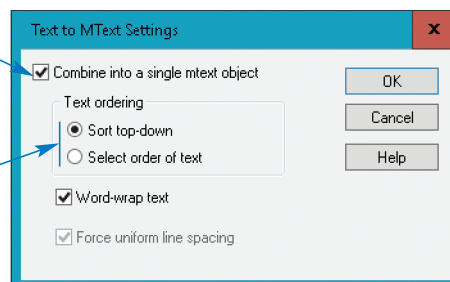 Text to MText Settings
x
Combine into a single mtext object
OK
Text ordering
Cancel
Sort top-down
Select order of text
Help
Word-wrap text
Force uniform line spacing